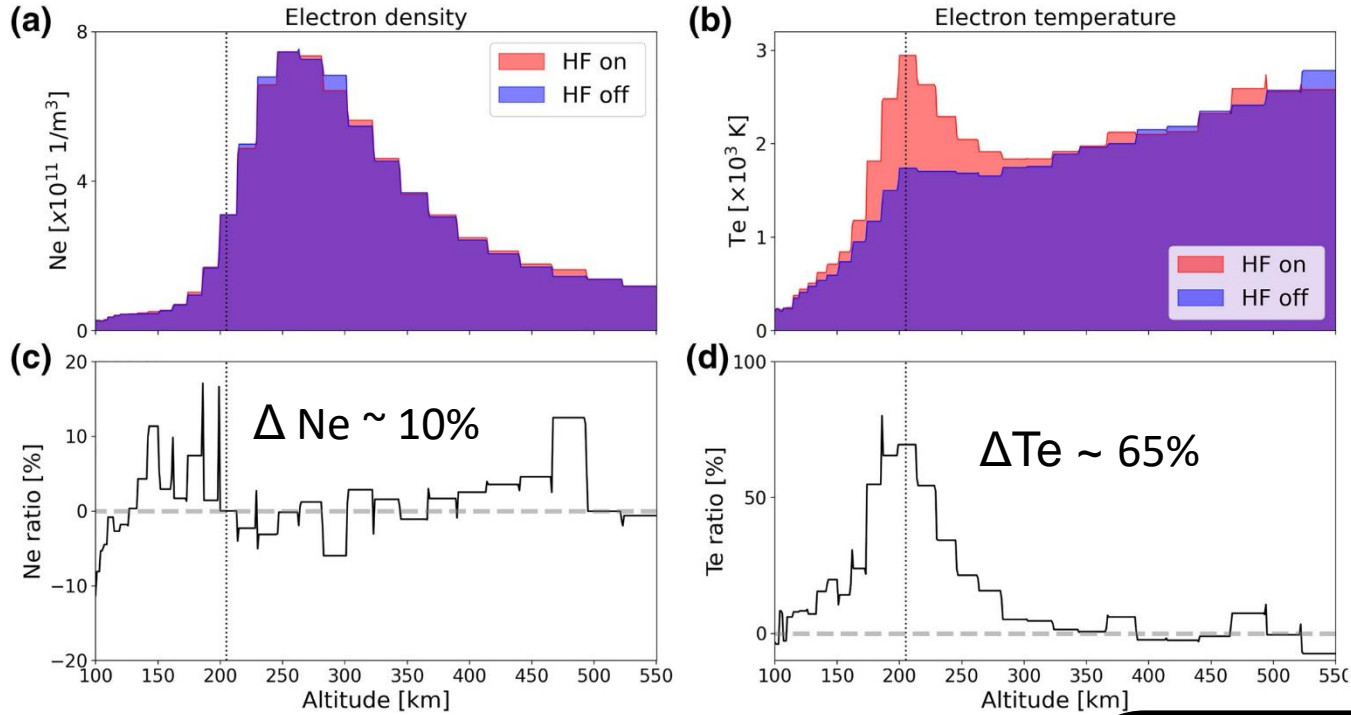 (a)
Electron density
Ne [x10¹¹ 1/m³]
8
4
0
HF on
HF off
(b)
Electron temperature
Te [×10³ K]
3
2
1
0
HF on
HF off
(c)
Ne ratio [%]
20
10
0
−10
−20
Δ Ne ~ 10%
100 150 200 250 300 350 400 450 500 550
Altitude [km]
(d)
Te ratio [%]
100
50
0
ΔTe ~ 65%
100 150 200 250 300 350 400 450 500 55
Altitude [km]